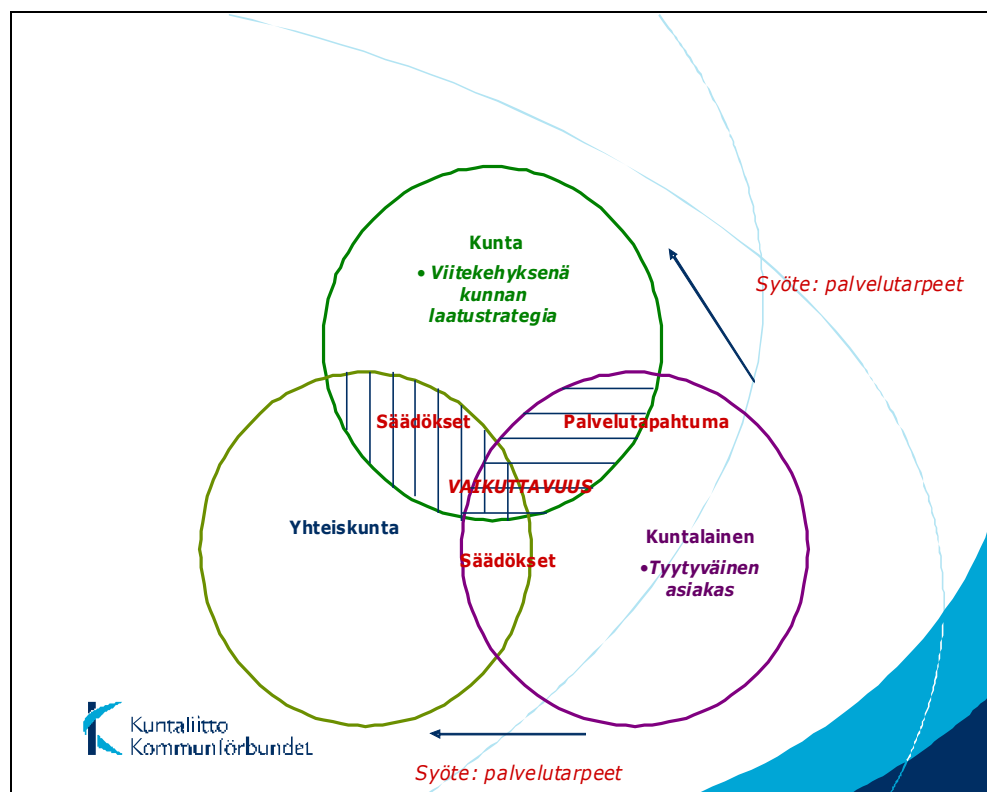 Kunta
• Viitekehyksenä
kunnan
laatustrategia
Syöte: palvelutarpeet
Säädökset
Palvelutapahtuma
VAIKUTTAVUUS
Yhteiskunta
Kuntalainen
•Tyytyväinen
asiakas
Säädökset
Kuntaliitto
Kommunförbundet
Syöte: palvelutarpeet